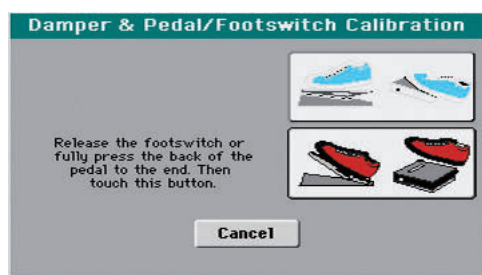 Damper & Pedal/Footswitch Calibration
Release the footswitch or
fully press the back of the
pedal to the end. Then
touch this button.
Cancel